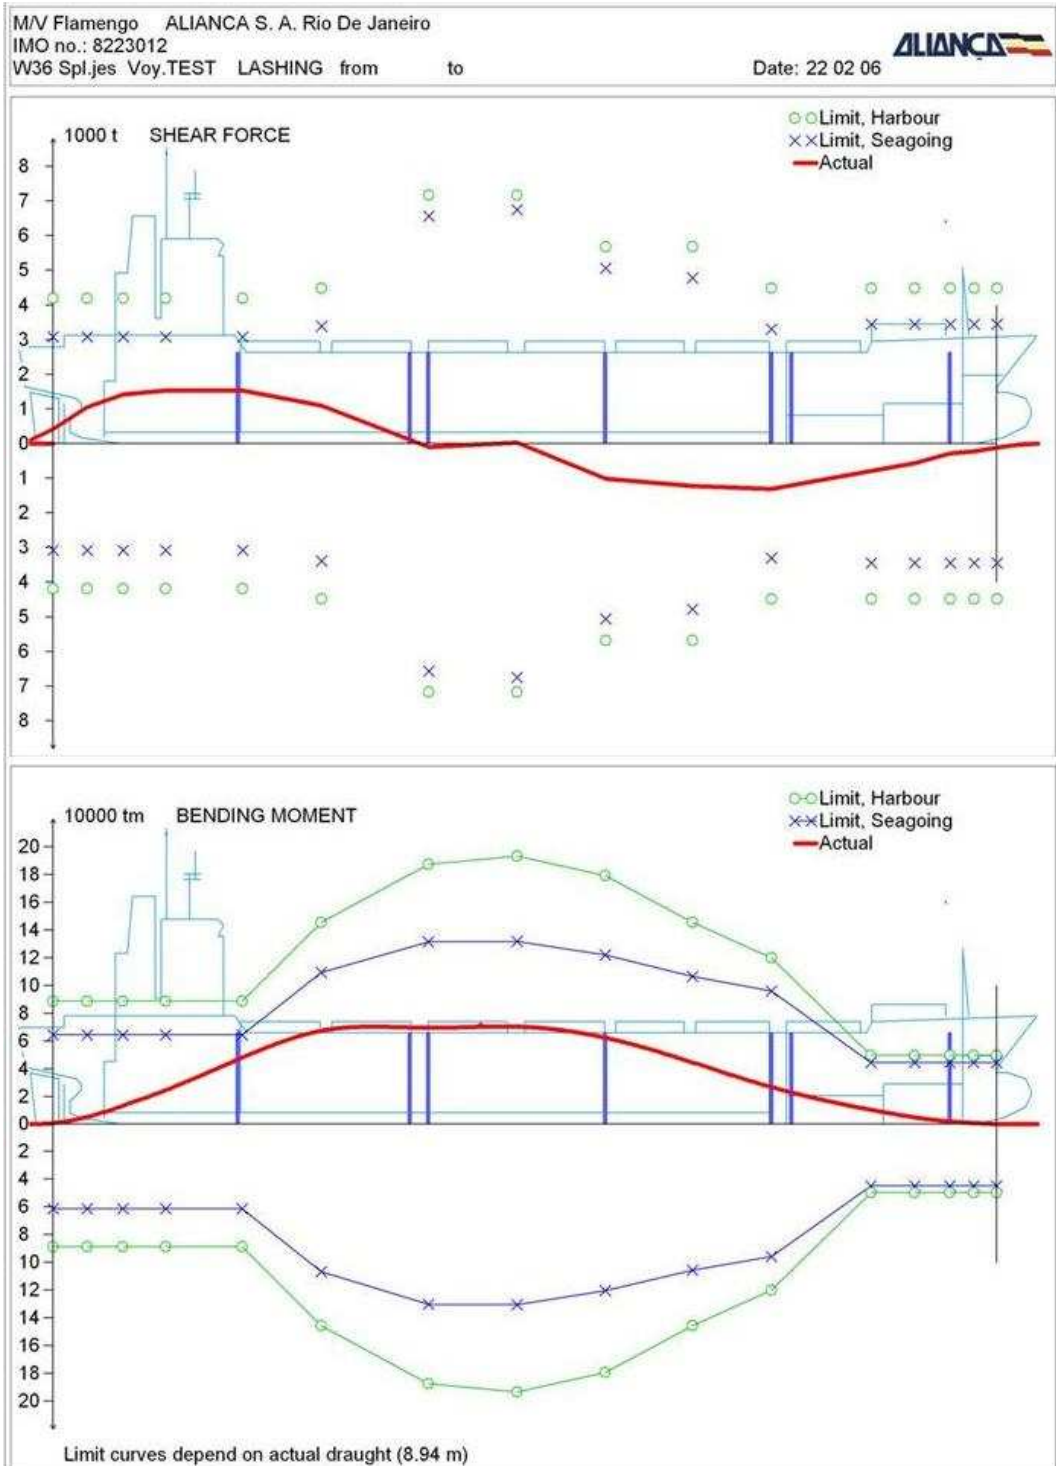 M/V Flamengo ALIANCA S. A. Rio De Janeiro
IMO no.: 8223012
W36 Spl.jes Voy.TEST LASHING from to Date: 22 02 06
ALIANÇA
1000 t SHEAR FORCE
Limit, Harbour
Limit, Seagoing
Actual
8
7
6
5
4
3
2
1
0
1
2
3
4
5
6
7
8
10000 tm BENDING MOMENT
Limit, Harbour
Limit, Seagoing
Actual
20
18
16
14
12
10
8
6
4
2
0
2
4
6
8
10
12
14
16
18
20
Limit curves depend on actual draught (8.94 m)